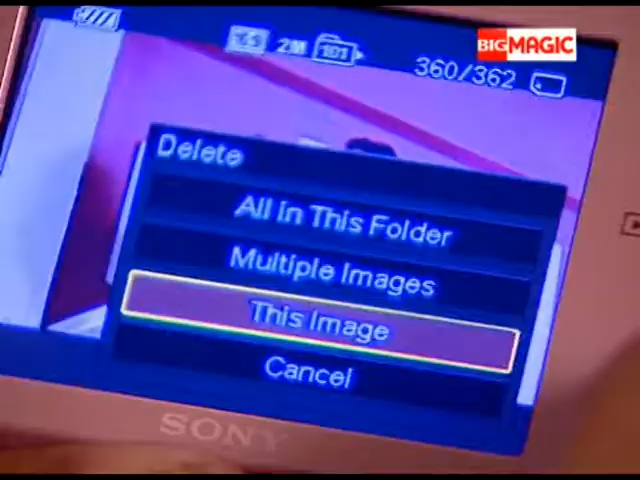 2M 101 360/362
BIG MAGIC
Delete
All in This Folder
Multiple Images
This Image
Cancel
SONY